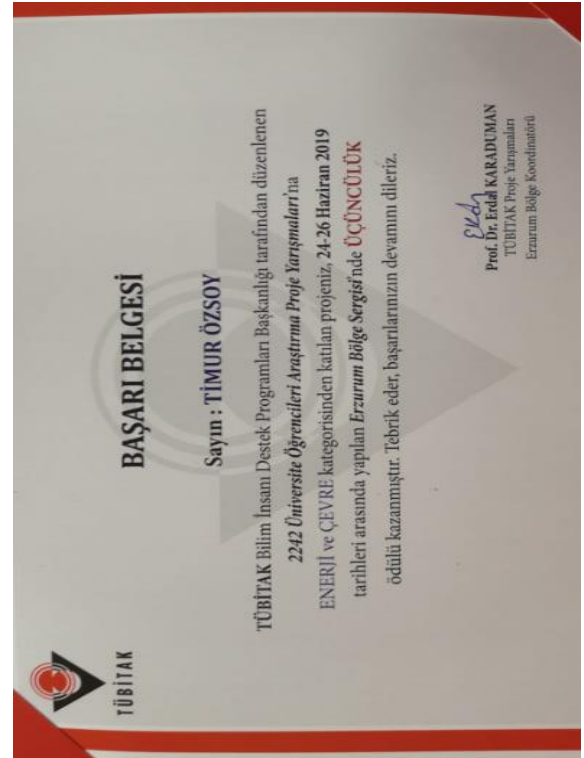 TÜBİTAK
BAŞARI BELGESİ
Sayın : TİMUR ÖZSOY
TÜBİTAK Bilim İnsanı Destek Programları Başkanlığı tarafından düzenlenen
2242 Üniversite Öğrencileri Araştırma Proje Yarışmaları'na
ENERJİ ve ÇEVRE kategorisinden katılan projeniz, 24-26 Haziran 2019
tarihleri arasında yapılan Erzurum Bölge Sergisi'nde ÜÇÜNCÜLÜK
ödülü kazanmıştır. Tebrik eder, başarılarınızın devamını dileriz.
Prof. Dr. Erdal KARADUMAN
TÜBİTAK Proje Yarışmaları
Erzurum Bölge Koordinatörü